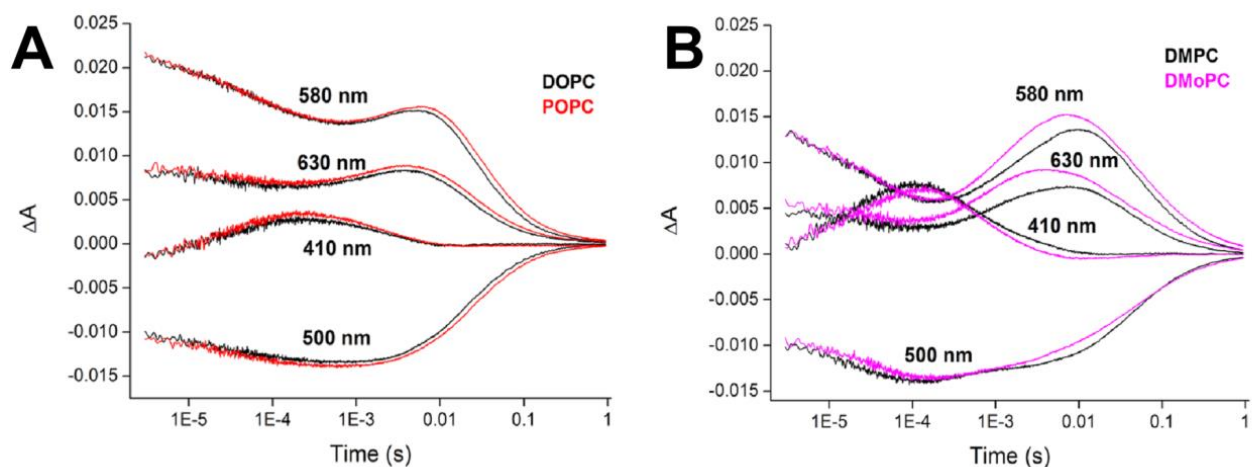 A
0.025
0.020
0.015
0.010
0.005
0.000
-0.005
-0.010
-0.015
ΔA
580 nm
630 nm
410 nm
500 nm
DOPC
POPC
1E-5
1E-4
1E-3
0.01
0.1
1
Time (s)
B
0.025
0.020
0.015
0.010
0.005
0.000
-0.005
-0.010
-0.015
ΔA
DMPC
DMoPC
580 nm
630 nm
410 nm
500 nm
1E-5
1E-4
1E-3
0.01
0.1
1
Time (s)